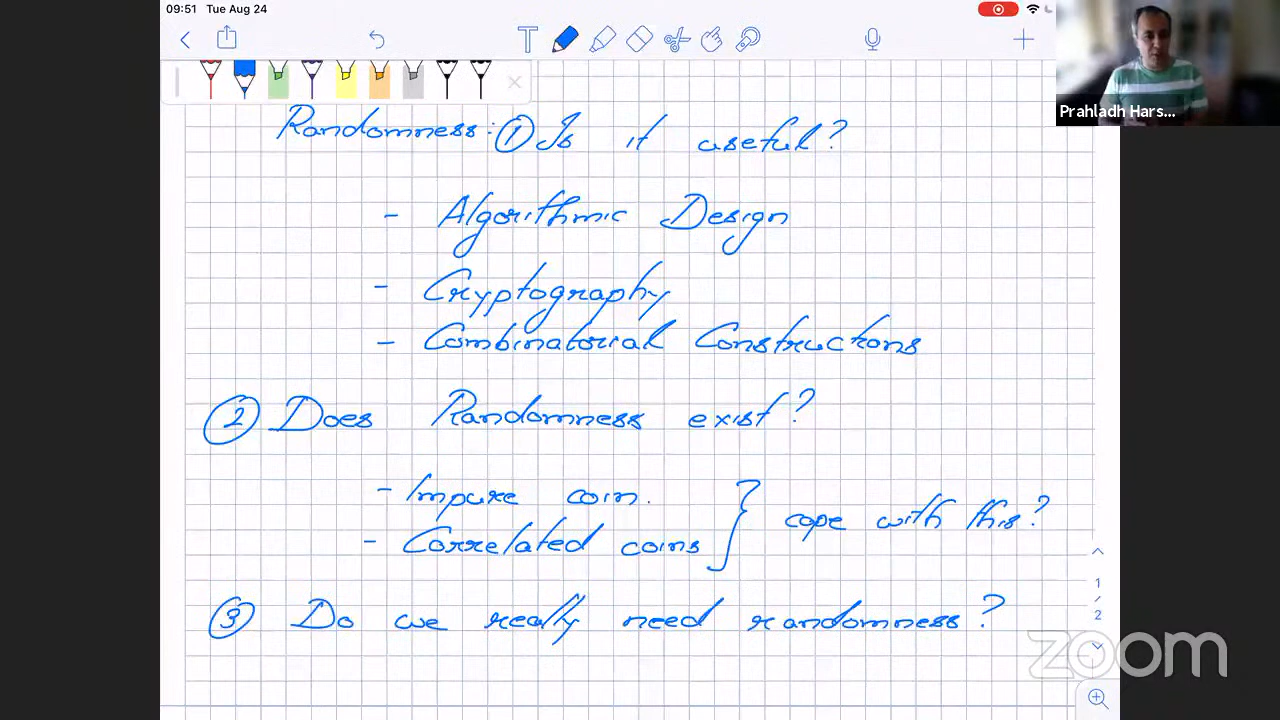 09:51 Tue Aug 24
Prahladh Hars...
Randomness: ① Is it useful?
- Algorithmic Design
- Cryptography
- Combinatorial Constructions
② Does Randomness exist?
- Impure coin.
- Correlated coins } cope with this?
③ Do we really need randomness?
1
/
2
zoom